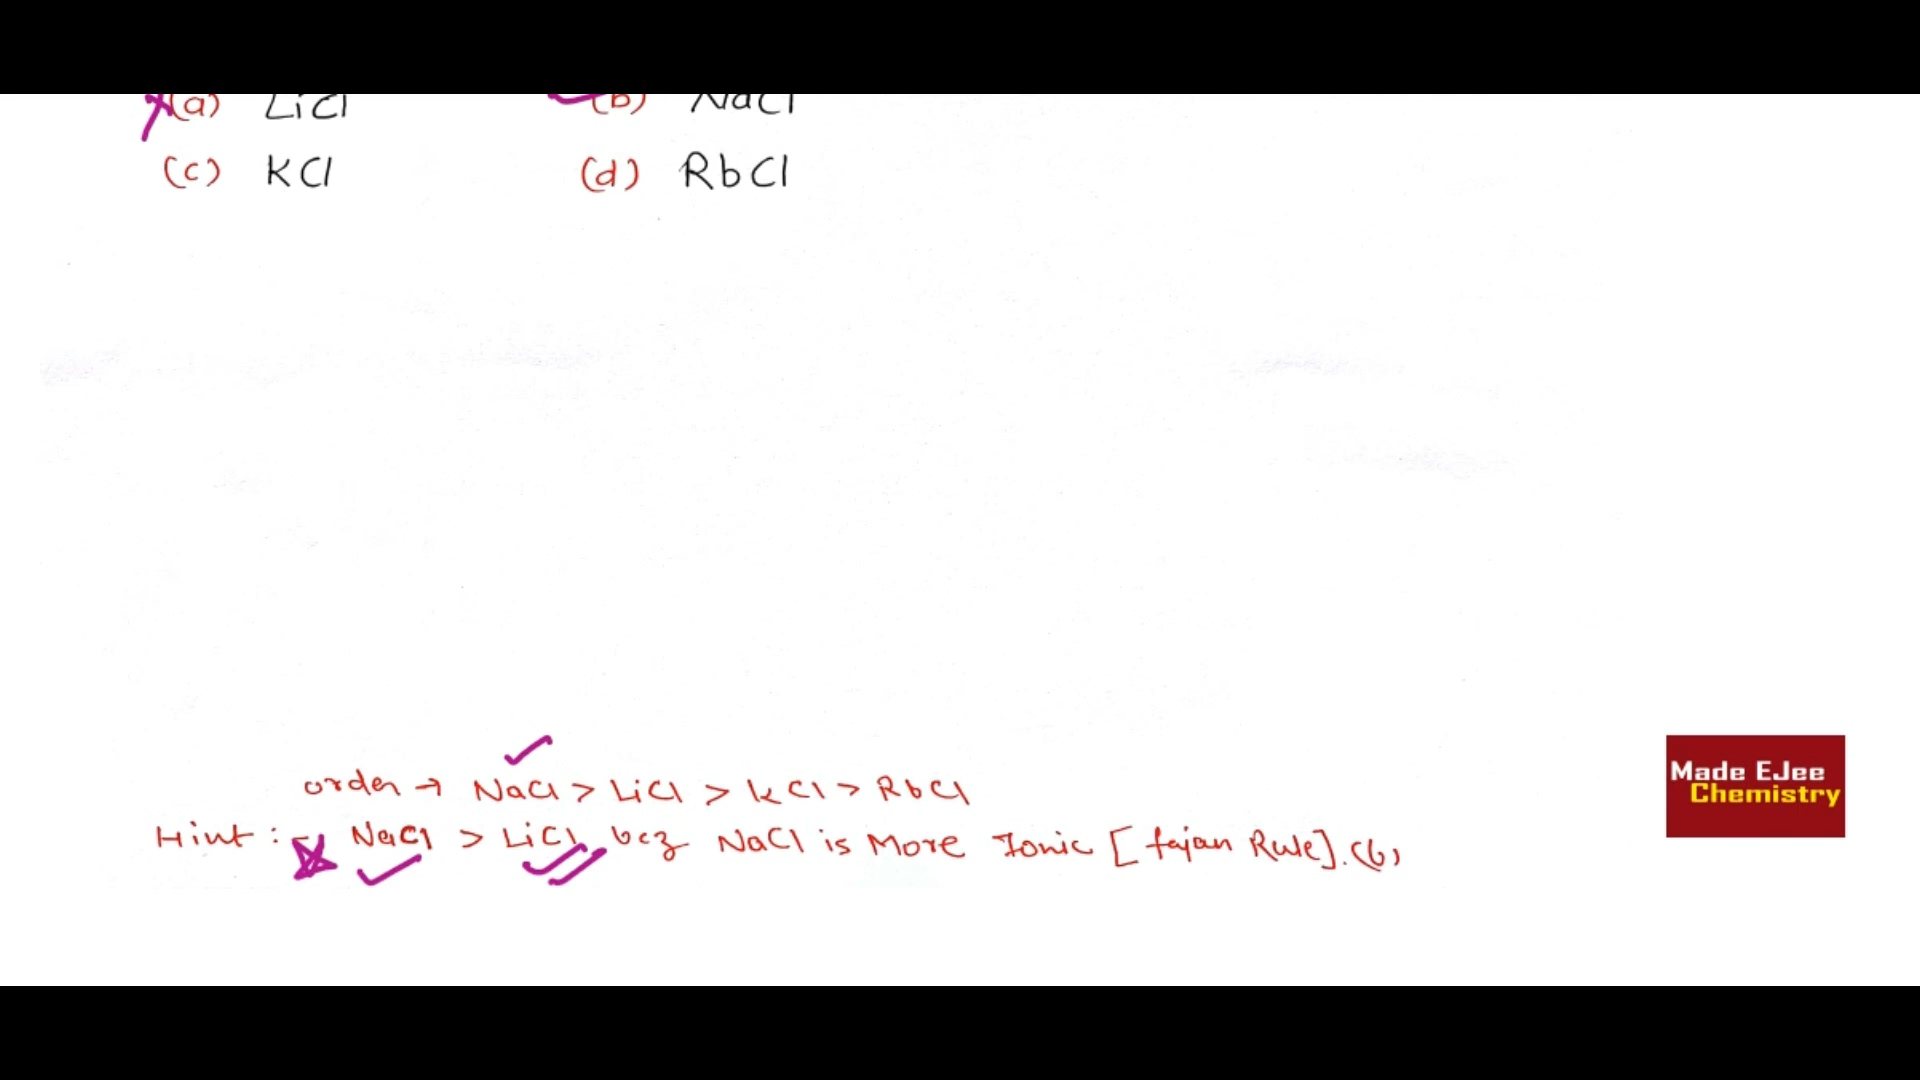 (a) LiCl (b) NaCl
(c) KCl (d) RbCl
order → NaCl > LiCl > KCl > RbCl
Hint :- NaCl > LiCl, bcz NaCl is More Ionic [fajan Rule]. (b)
Made EJee
Chemistry